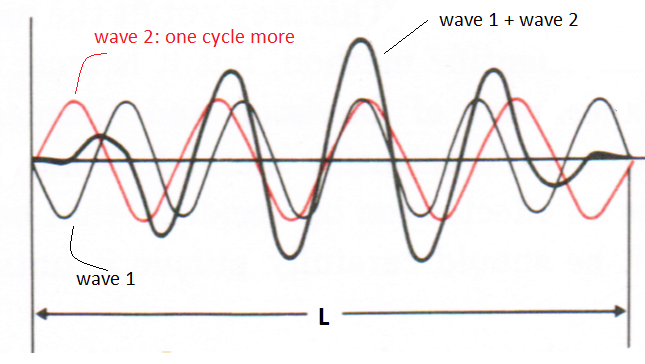 wave 1 + wave 2
wave 2: one cycle more
wave 1
L